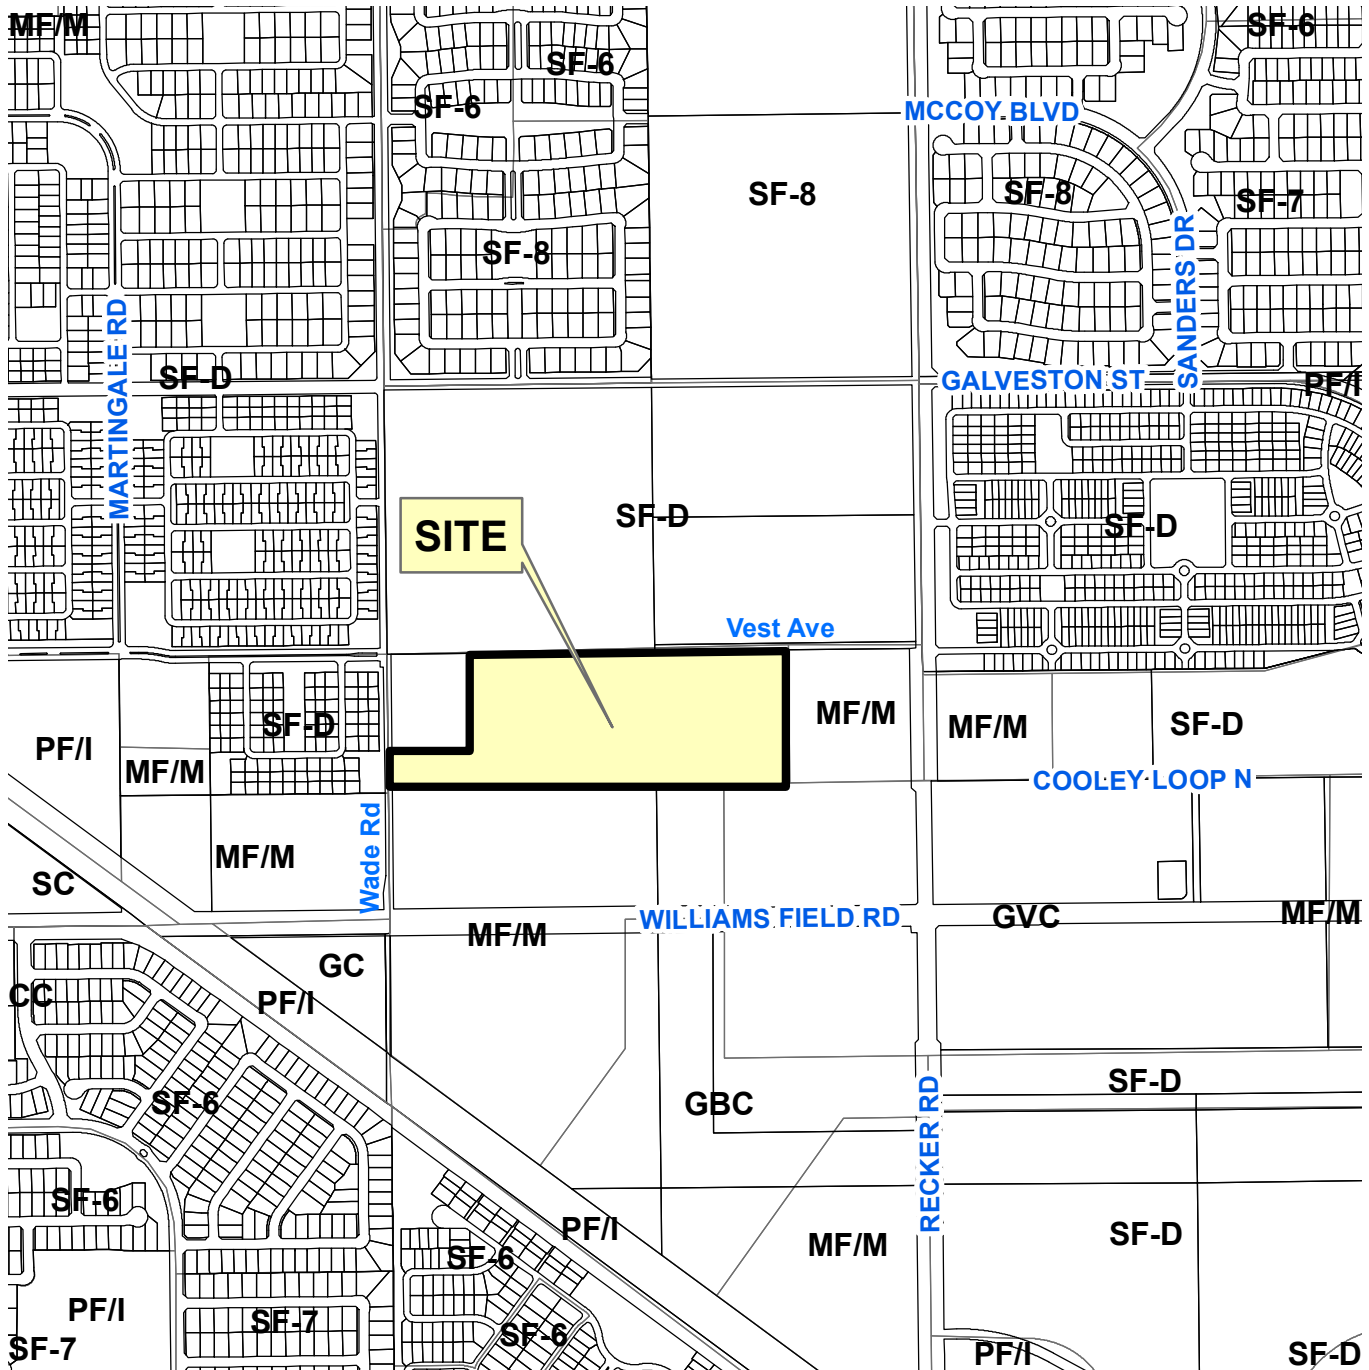 MF/M
SF-6
SF-6
SF-6
MCCOY BLVD
SF-8
SF-8
SF-7
SF-8
SANDERS DR
MARTINGALE RD
SF-D
GALVESTON ST
PF/I
SITE
SF-D
SF-D
Vest Ave
SF-D
MF/M
MF/M
SF-D
PF/I
MF/M
COOLEY LOOP N
Wade Rd
MF/M
SC
MF/M
WILLIAMS FIELD RD
GVC
MF/M
GC
CC
PF/I
SF-6
GBC
SF-D
RECKER RD
SF-6
PF/I
MF/M
SF-D
SF-6
PF/I
SF-7
SF-6
SF-7
PF/I
SF-D